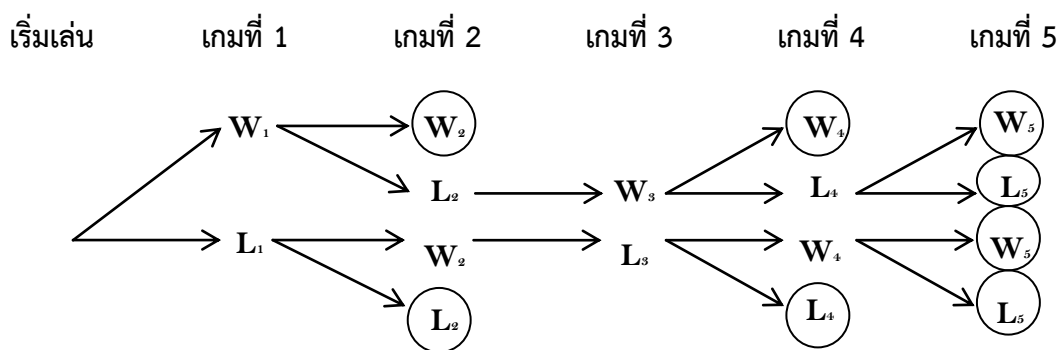 เริ่มเล่น เกมที่ 1 เกมที่ 2 เกมที่ 3 เกมที่ 4 เกมที่ 5
W₁ W₂ W₄ W₅
L₂ W₃ L₄ L₅
L₁ W₂ L₃ W₄ W₅
L₂ L₄ L₅